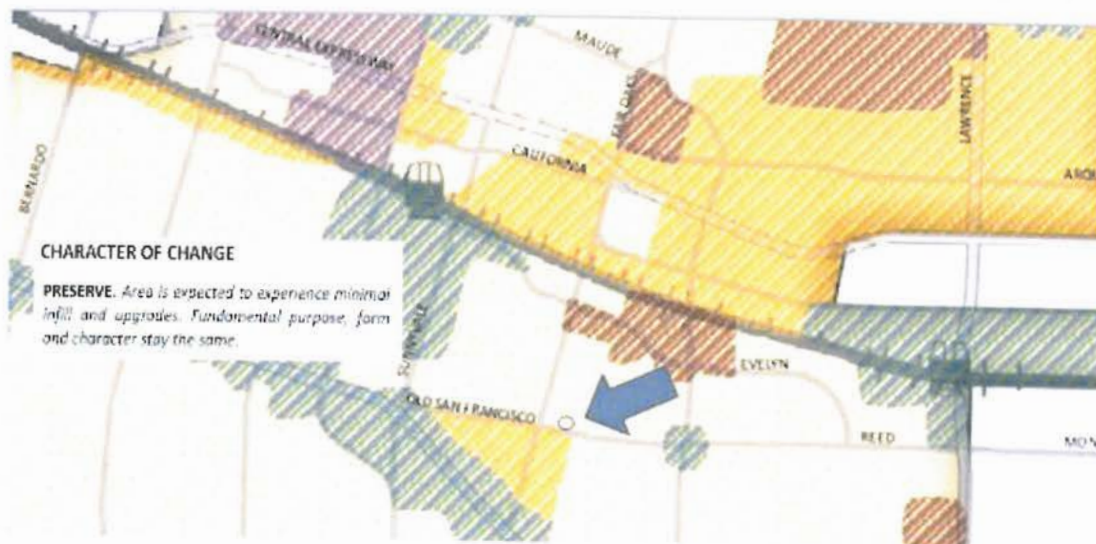 CENTRAL EXPRESSWAY
MAUDE
FAIR OAKS
LAWRENCE
CALIFORNIA
BERNARDO
CHARACTER OF CHANGE
PRESERVE. Area is expected to experience minimal
infill and upgrades. Fundamental purpose, form
and character stay the same.
EVELYN
OLD SAN FRANCISCO
REED
MON